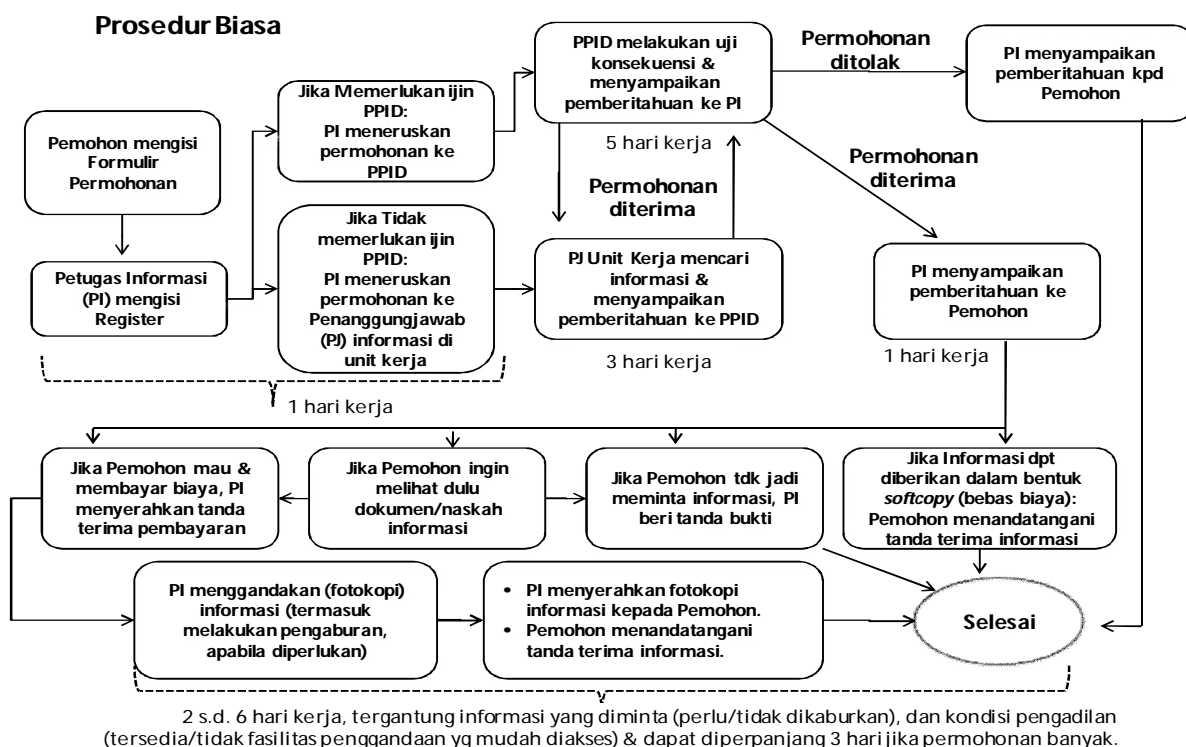 Prosedur Biasa
Pemohon mengisi
Formulir
Permohonan
Petugas Informasi
(PI) mengisi
Register
Jika Memerlukan ijin
PPID:
PI meneruskan
permohonan ke
PPID
Jika Tidak
memerlukan ijin
PPID:
PI meneruskan
permohonan ke
Penanggungjawab
(PJ) informasi di
unit kerja
1 hari kerja
PPID melakukan uji
konsekuensi &
menyampaikan
pemberitahuan ke PI
5 hari kerja
Permohonan
diterima
PJ Unit Kerja mencari
informasi &
menyampaikan
pemberitahuan ke PPID
3 hari kerja
Permohonan
ditolak
PI menyampaikan
pemberitahuan kpd
Pemohon
Permohonan
diterima
PI menyampaikan
pemberitahuan ke
Pemohon
1 hari kerja
Jika Pemohon mau &
membayar biaya, PI
menyerahkan tanda
terima pembayaran
Jika Pemohon ingin
melihat dulu
dokumen/naskah
informasi
Jika Pemohon tdk jadi
meminta informasi, PI
beri tanda bukti
Jika Informasi dpt
diberikan dalam bentuk
softcopy (bebas biaya):
Pemohon menandatangani
tanda terima informasi
PI menggandakan (fotokopi)
informasi (termasuk
melakukan pengaburan,
apabila diperlukan)
• PI menyerahkan fotokopi
informasi kepada Pemohon.
• Pemohon menandatangani
tanda terima informasi.
Selesai
2 s.d. 6 hari kerja, tergantung informasi yang diminta (perlu/tidak dikaburkan), dan kondisi pengadilan
(tersedia/tidak fasilitas penggandaan yg mudah diakses) & dapat diperpanjang 3 hari jika permohonan banyak.